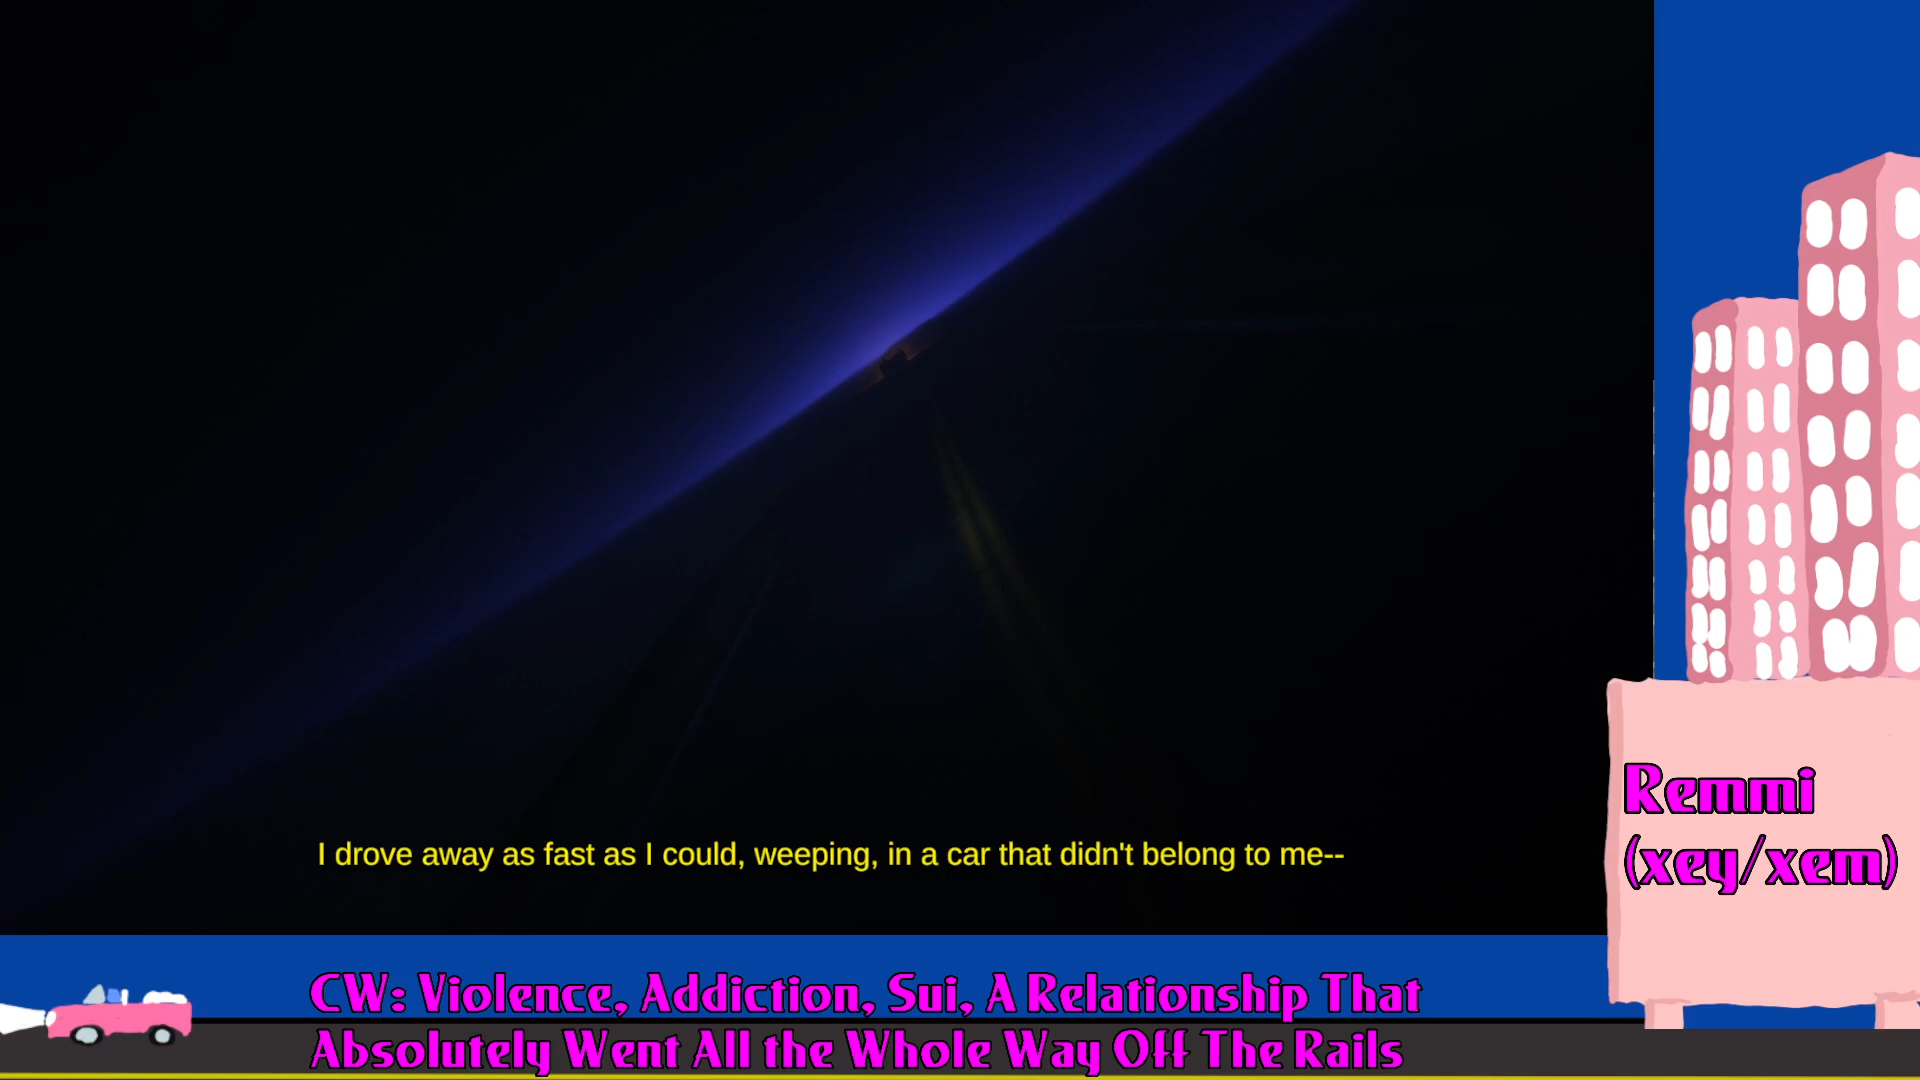 I drove away as fast as I could, weeping, in a car that didn't belong to me--
Remmi
(xey/xem)
CW: Violence, Addiction, Sui, A Relationship That
Absolutely Went All the Whole Way Off The Rails